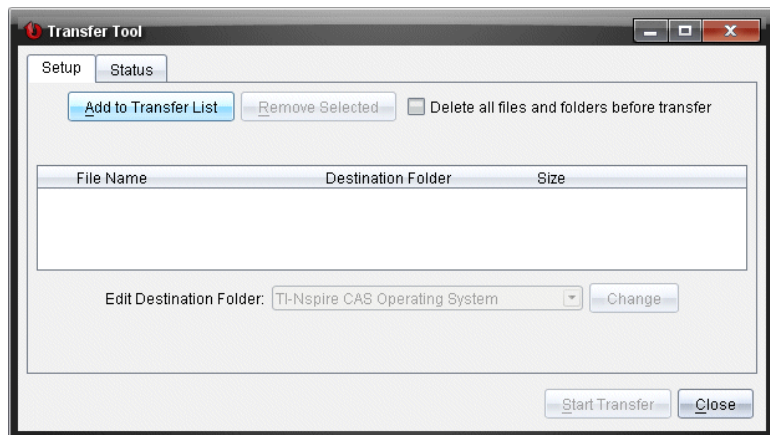 Transfer Tool
Setup Status
Add to Transfer List Remove Selected Delete all files and folders before transfer
File Name Destination Folder Size
Edit Destination Folder: TI-Nspire CAS Operating System Change
Start Transfer Close